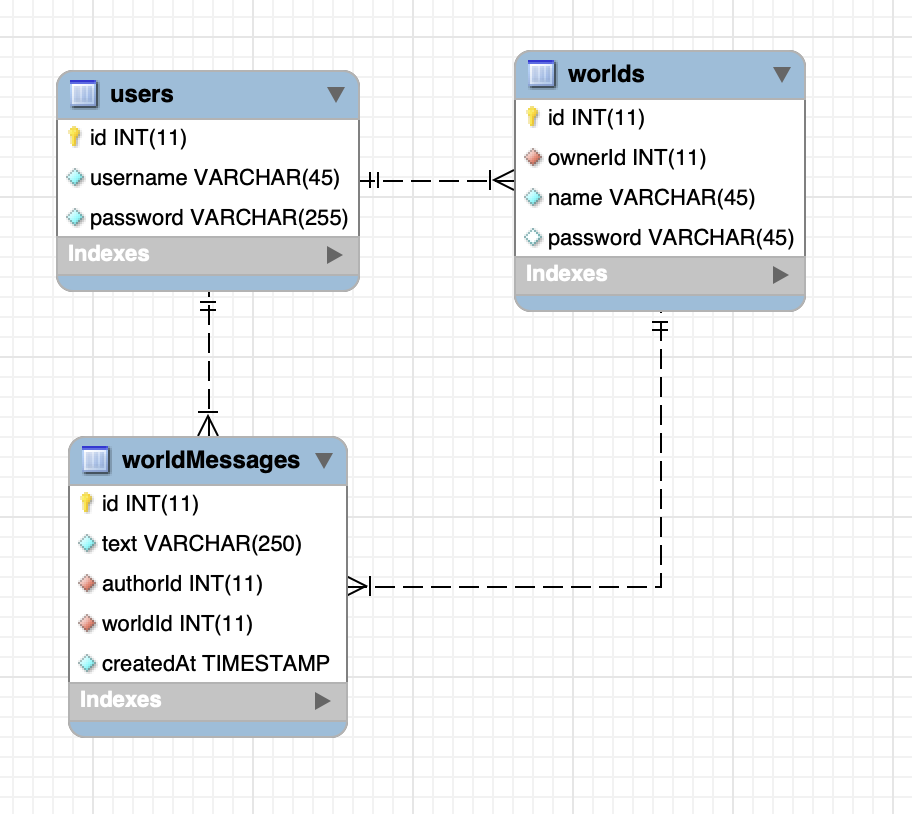 users
id INT(11)
username VARCHAR(45)
password VARCHAR(255)
Indexes
worlds
id INT(11)
ownerId INT(11)
name VARCHAR(45)
password VARCHAR(45)
Indexes
worldMessages
id INT(11)
text VARCHAR(250)
authorId INT(11)
worldId INT(11)
createdAt TIMESTAMP
Indexes